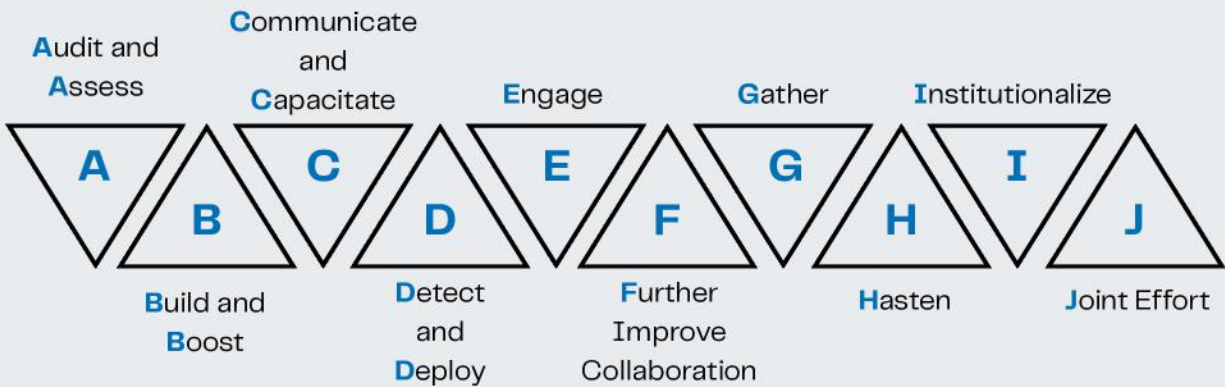 Audit and
Assess
Communicate
and
Capacitate
Engage
Gather
Institutionalize
A
B
C
D
E
F
G
H
I
J
Build and
Boost
Detect
and
Deploy
Further
Improve
Collaboration
Hasten
Joint Effort